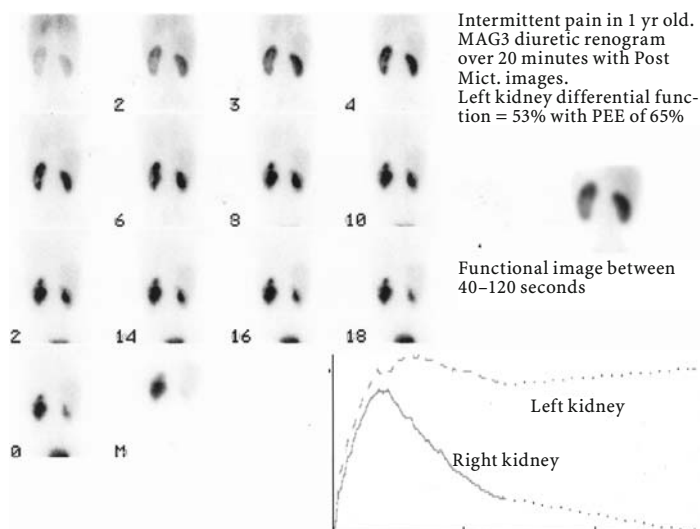 Intermittent pain in 1 yr old.
MAG3 diuretic renogram
over 20 minutes with Post
Mict. images.
Left kidney differential func-
tion = 53% with PEE of 65%
2
3
4
6
8
10
Functional image between
40–120 seconds
2
14
16
18
0
M
Left kidney
Right kidney